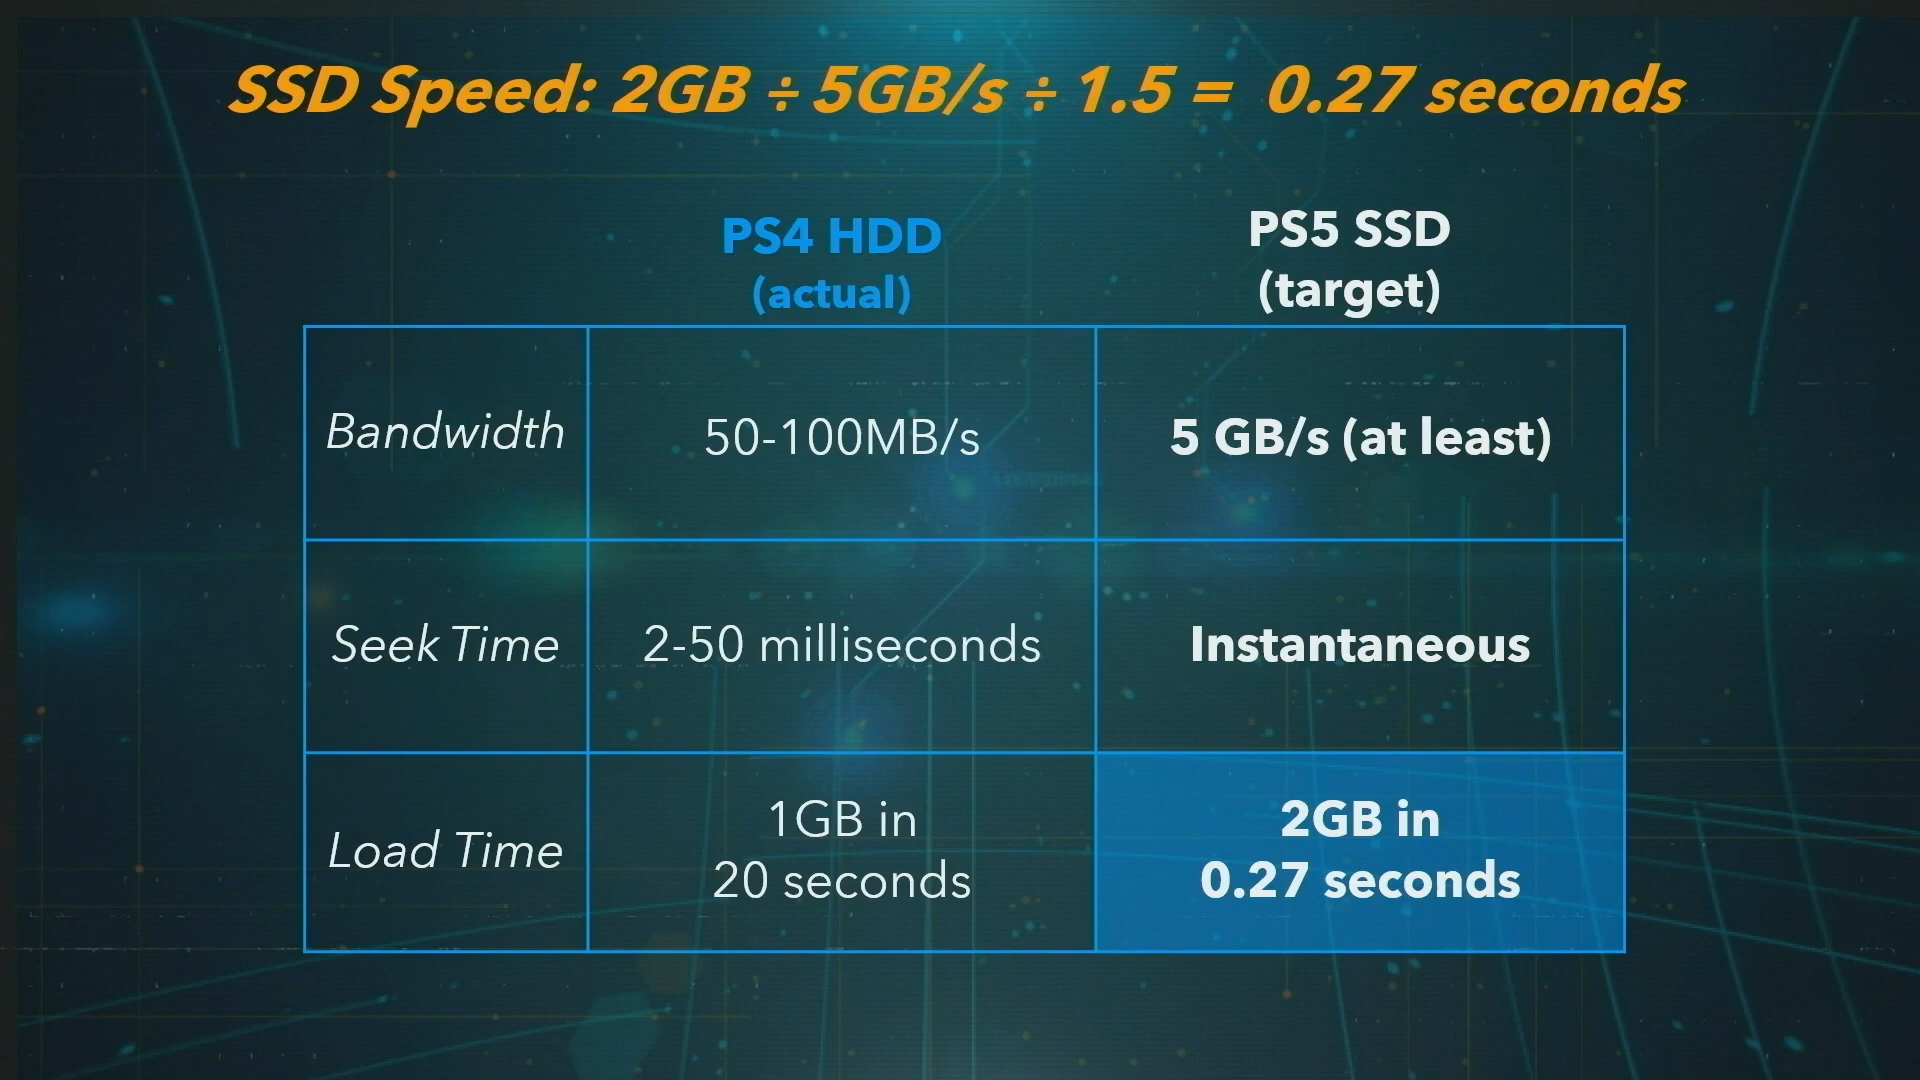 SSD Speed: 2GB ÷ 5GB/s ÷ 1.5 = 0.27 seconds
PS4 HDD
(actual)
PS5 SSD
(target)
Bandwidth
50-100MB/s
5 GB/s (at least)
Seek Time
2-50 milliseconds
Instantaneous
Load Time
1GB in
20 seconds
2GB in
0.27 seconds